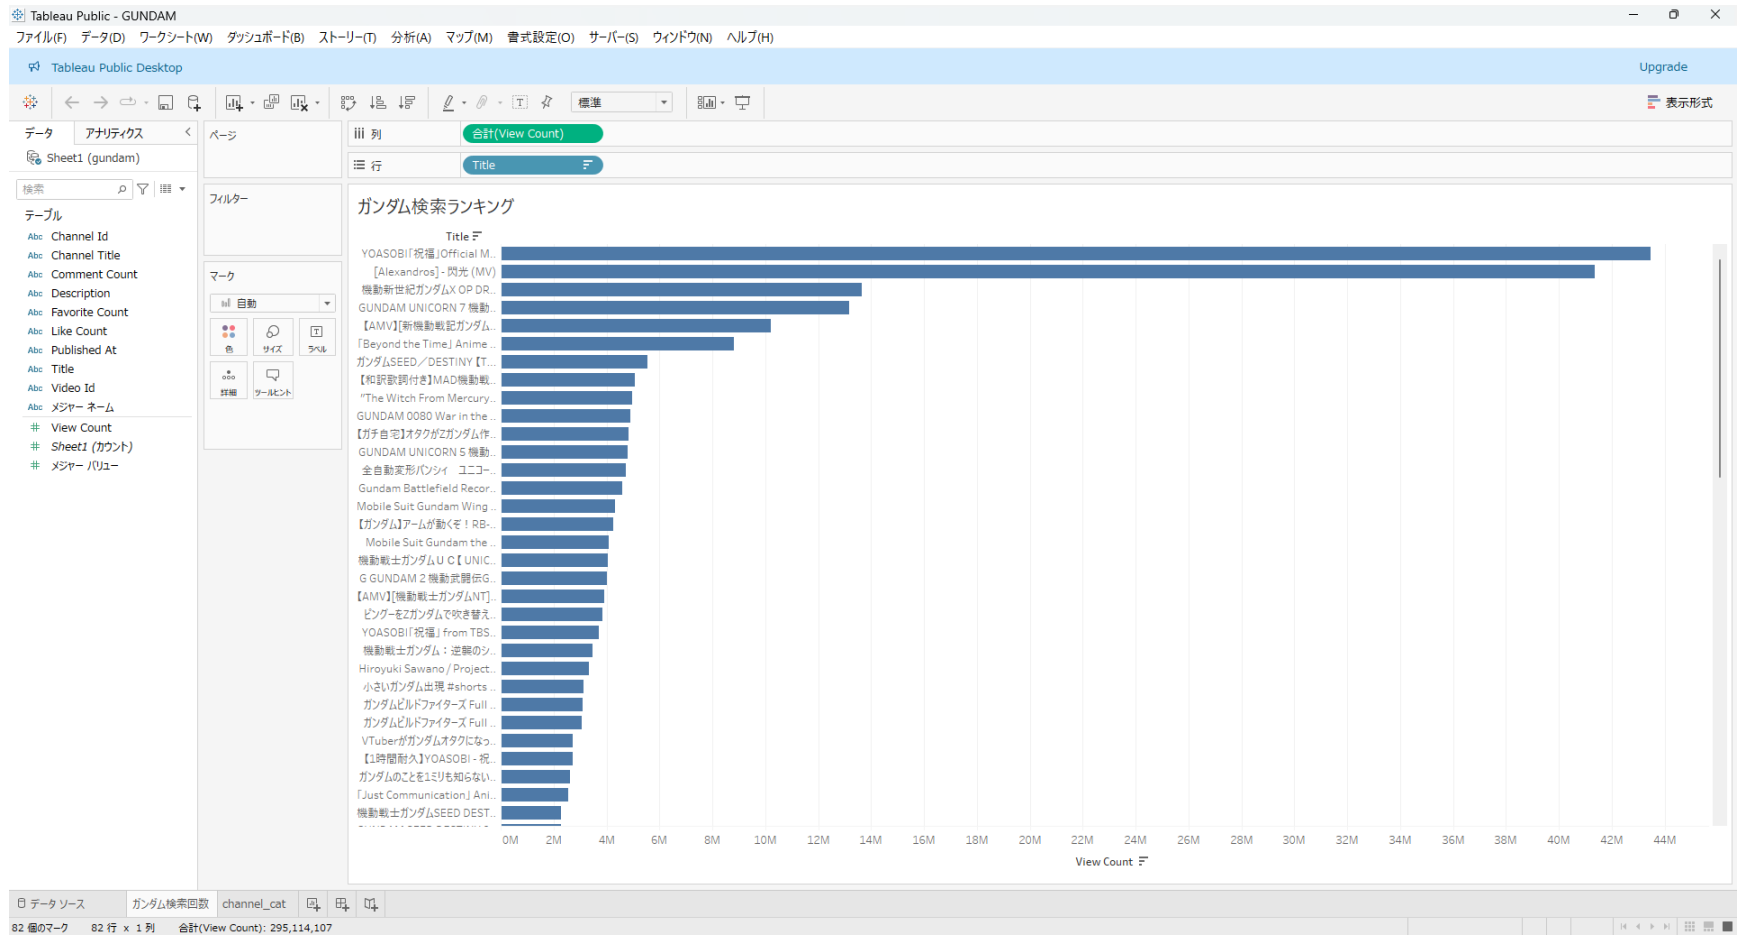 Tableau Public - GUNDAM
ファイル(F) データ(D) ワークシート(W) ダッシュボード(B) ストーリー(T) 分析(A) マップ(M) 書式設定(O) サーバー(S) ウィンドウ(N) ヘルプ(H)
Tableau Public Desktop
Upgrade
標準
表示形式
データ
アナリティクス
Sheet1 (gundam)
検索
テーブル
Abc Channel Id
Abc Channel Title
Abc Comment Count
Abc Description
Abc Favorite Count
Abc Like Count
Abc Published At
Abc Title
Abc Video Id
Abc メジャー ネーム
View Count
Sheet1 (カウント)
メジャー バリュー
ページ
フィルター
マーク
自動
色 サイズ ラベル
詳細 ツールヒント
列 合計(View Count)
行 Title
ガンダム検索ランキング
Title
YOASOBI「祝福」Official M..
[Alexandros] - 閃光 (MV)
機動新世紀ガンダムX OP DR..
GUNDAM UNICORN 7 機動..
【AMV】[新機動戦記ガンダム..
「Beyond the Time」 Anime ..
ガンダムSEED／DESTINY 【T..
【和訳歌詞付き】MAD機動戦..
"The Witch From Mercury..
GUNDAM 0080 War in the ..
【ガチ自宅】オタクがZガンダム作..
GUNDAM UNICORN 5 機動..
全自動変形バンシィ ユニコー..
Gundam Battlefield Recor..
Mobile Suit Gundam Wing ..
【ガンダム】アームが動くぞ！RB-..
Mobile Suit Gundam the ..
機動戦士ガンダムＵＣ【 UNIC..
G GUNDAM 2 機動武闘伝G..
【AMV】[機動戦士ガンダムNT]..
ピングーをZガンダムで吹き替え..
YOASOBI「祝福」 from TBS..
機動戦士ガンダム：逆襲のシ..
Hiroyuki Sawano / Project..
小さいガンダム出現 #shorts ..
ガンダムビルドファイターズ Full ..
ガンダムビルドファイターズ Full ..
VTuberがガンダムオタクになっ..
【1時間耐久】YOASOBI - 祝..
ガンダムのことを1ミリも知らない..
「Just Communication」 Ani..
機動戦士ガンダムSEED DEST..
0M 2M 4M 6M 8M 10M 12M 14M 16M 18M 20M 22M 24M 26M 28M 30M 32M 34M 36M 38M 40M 42M 44M
View Count
データ ソース
ガンダム検索回数
channel_cat
82 個のマーク 82 行 x 1 列 合計(View Count): 295,114,107